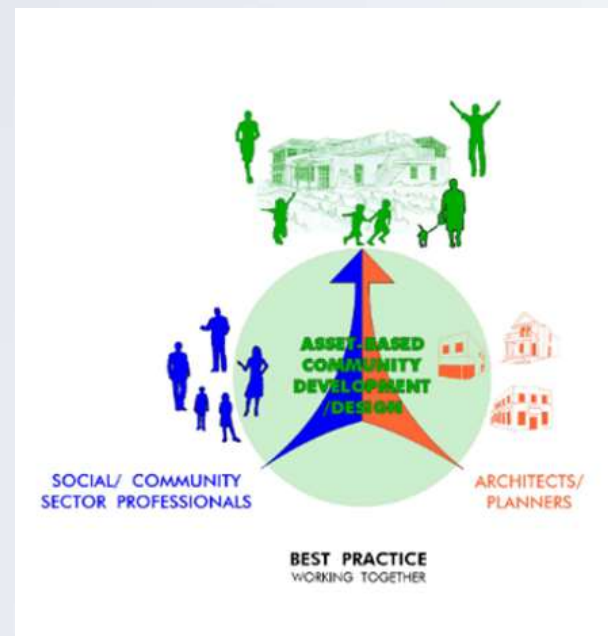 ASSET-BASED
COMMUNITY
DEVELOPMENT
/DESIGN
SOCIAL/ COMMUNITY
SECTOR PROFESSIONALS
ARCHITECTS/
PLANNERS
BEST PRACTICE
WORKING TOGETHER